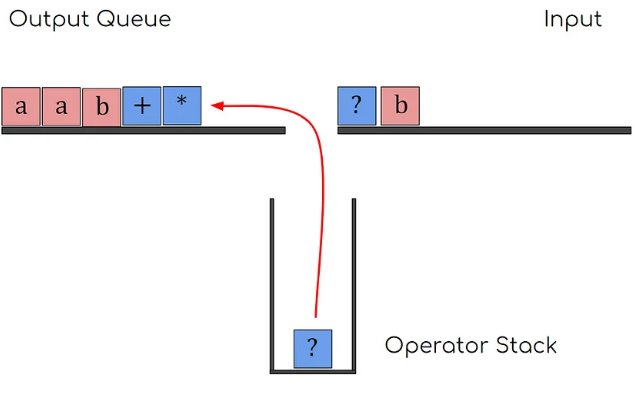 Output Queue Input
a a b + * ? b
?
Operator Stack